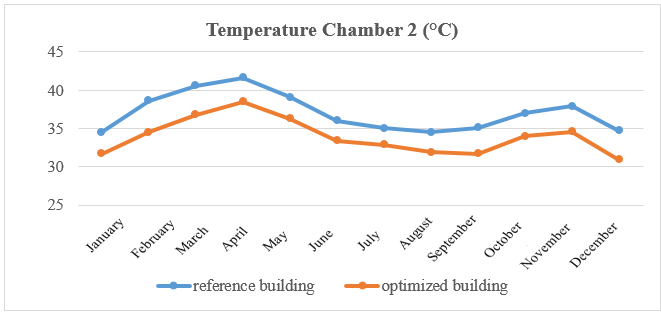 Temperature Chamber 2 (°C)
45
40
35
30
25
January
February
March
April
May
June
July
August
September
October
November
December
reference building
optimized building